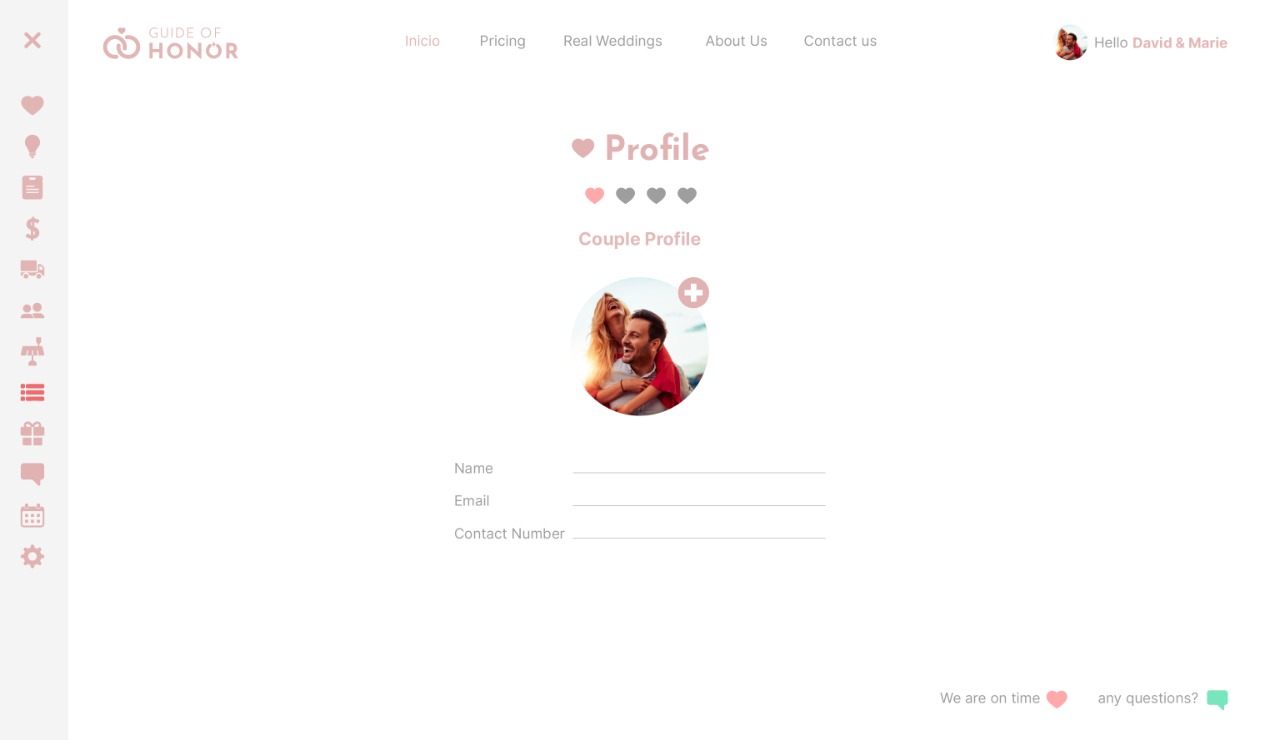 GUIDE OF
HONOR
Inicio
Pricing
Real Weddings
About Us
Contact us
Hello David & Marie
Profile
Couple Profile
Name
Email
Contact Number
We are on time
any questions?